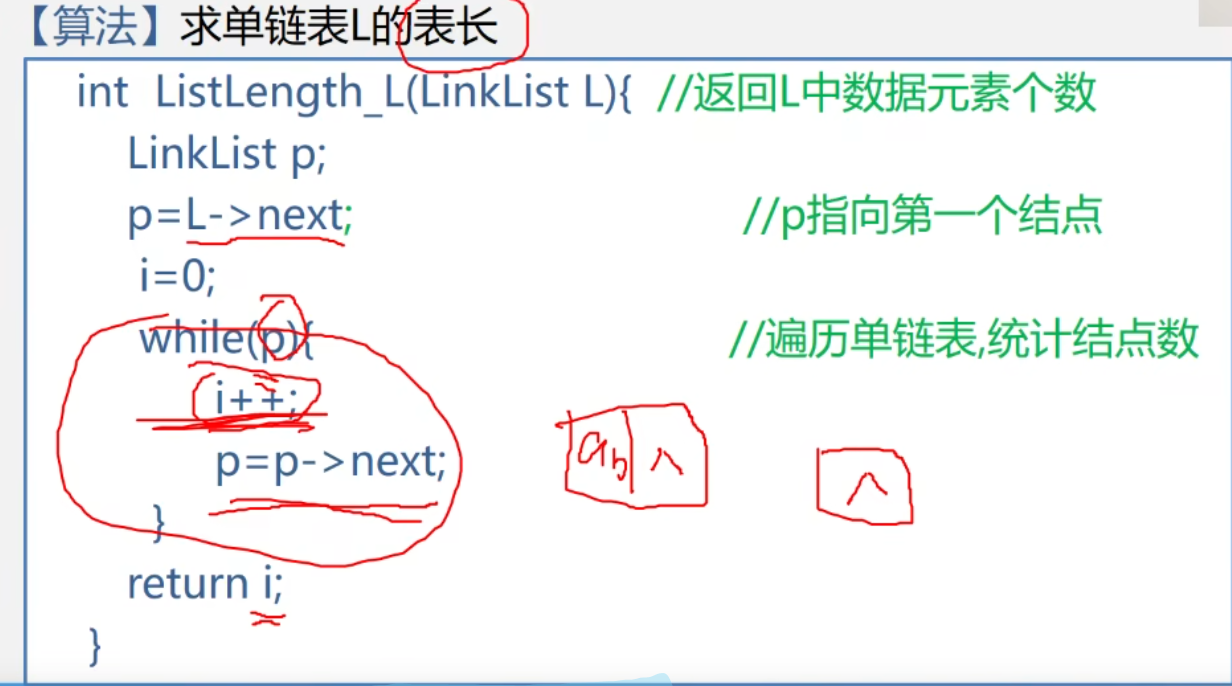 【算法】求单链表L的表长
int ListLength_L(LinkList L){ //返回L中数据元素个数
LinkList p;
p=L->next; //p指向第一个结点
i=0;
while(p){ //遍历单链表,统计结点数
i++;
p=p->next;
}
return i;
}
an ∧
∧